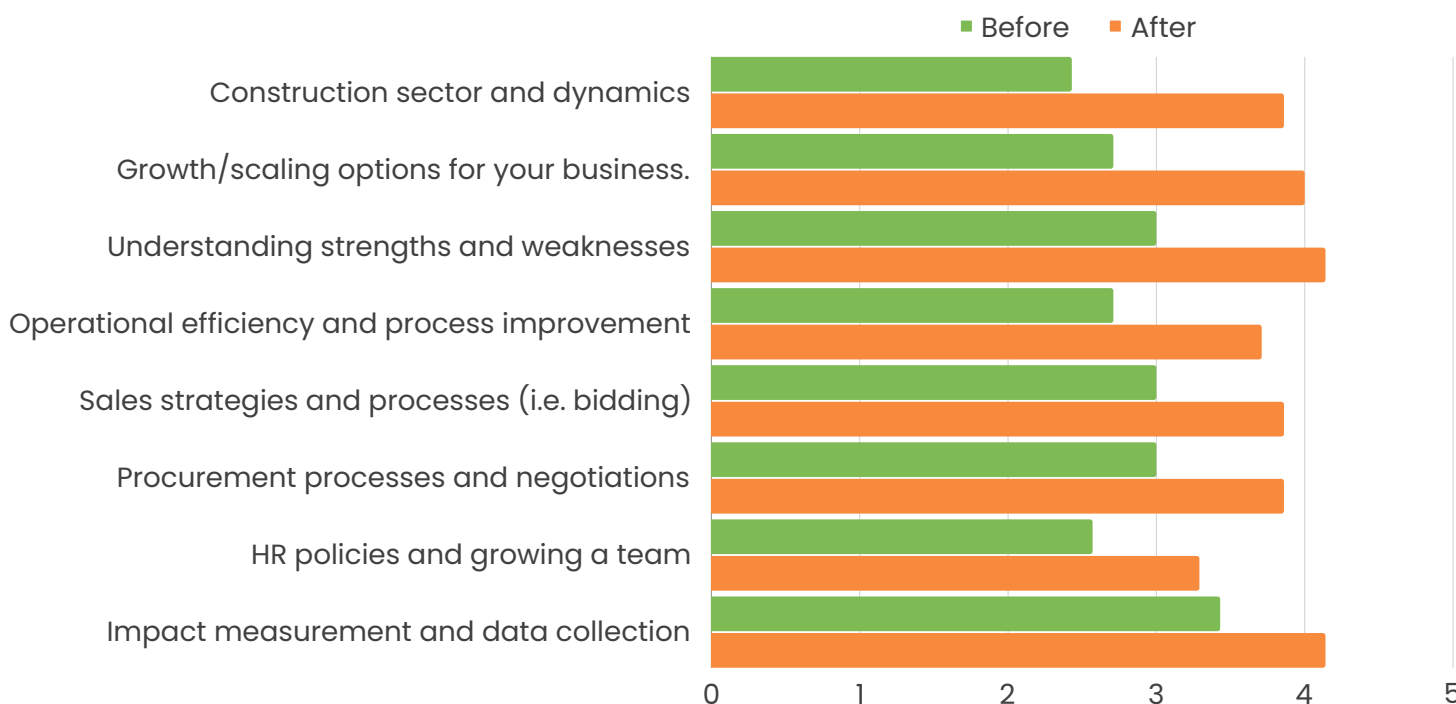 Before After
Construction sector and dynamics
Growth/scaling options for your business.
Understanding strengths and weaknesses
Operational efficiency and process improvement
Sales strategies and processes (i.e. bidding)
Procurement processes and negotiations
HR policies and growing a team
Impact measurement and data collection
0 1 2 3 4 5